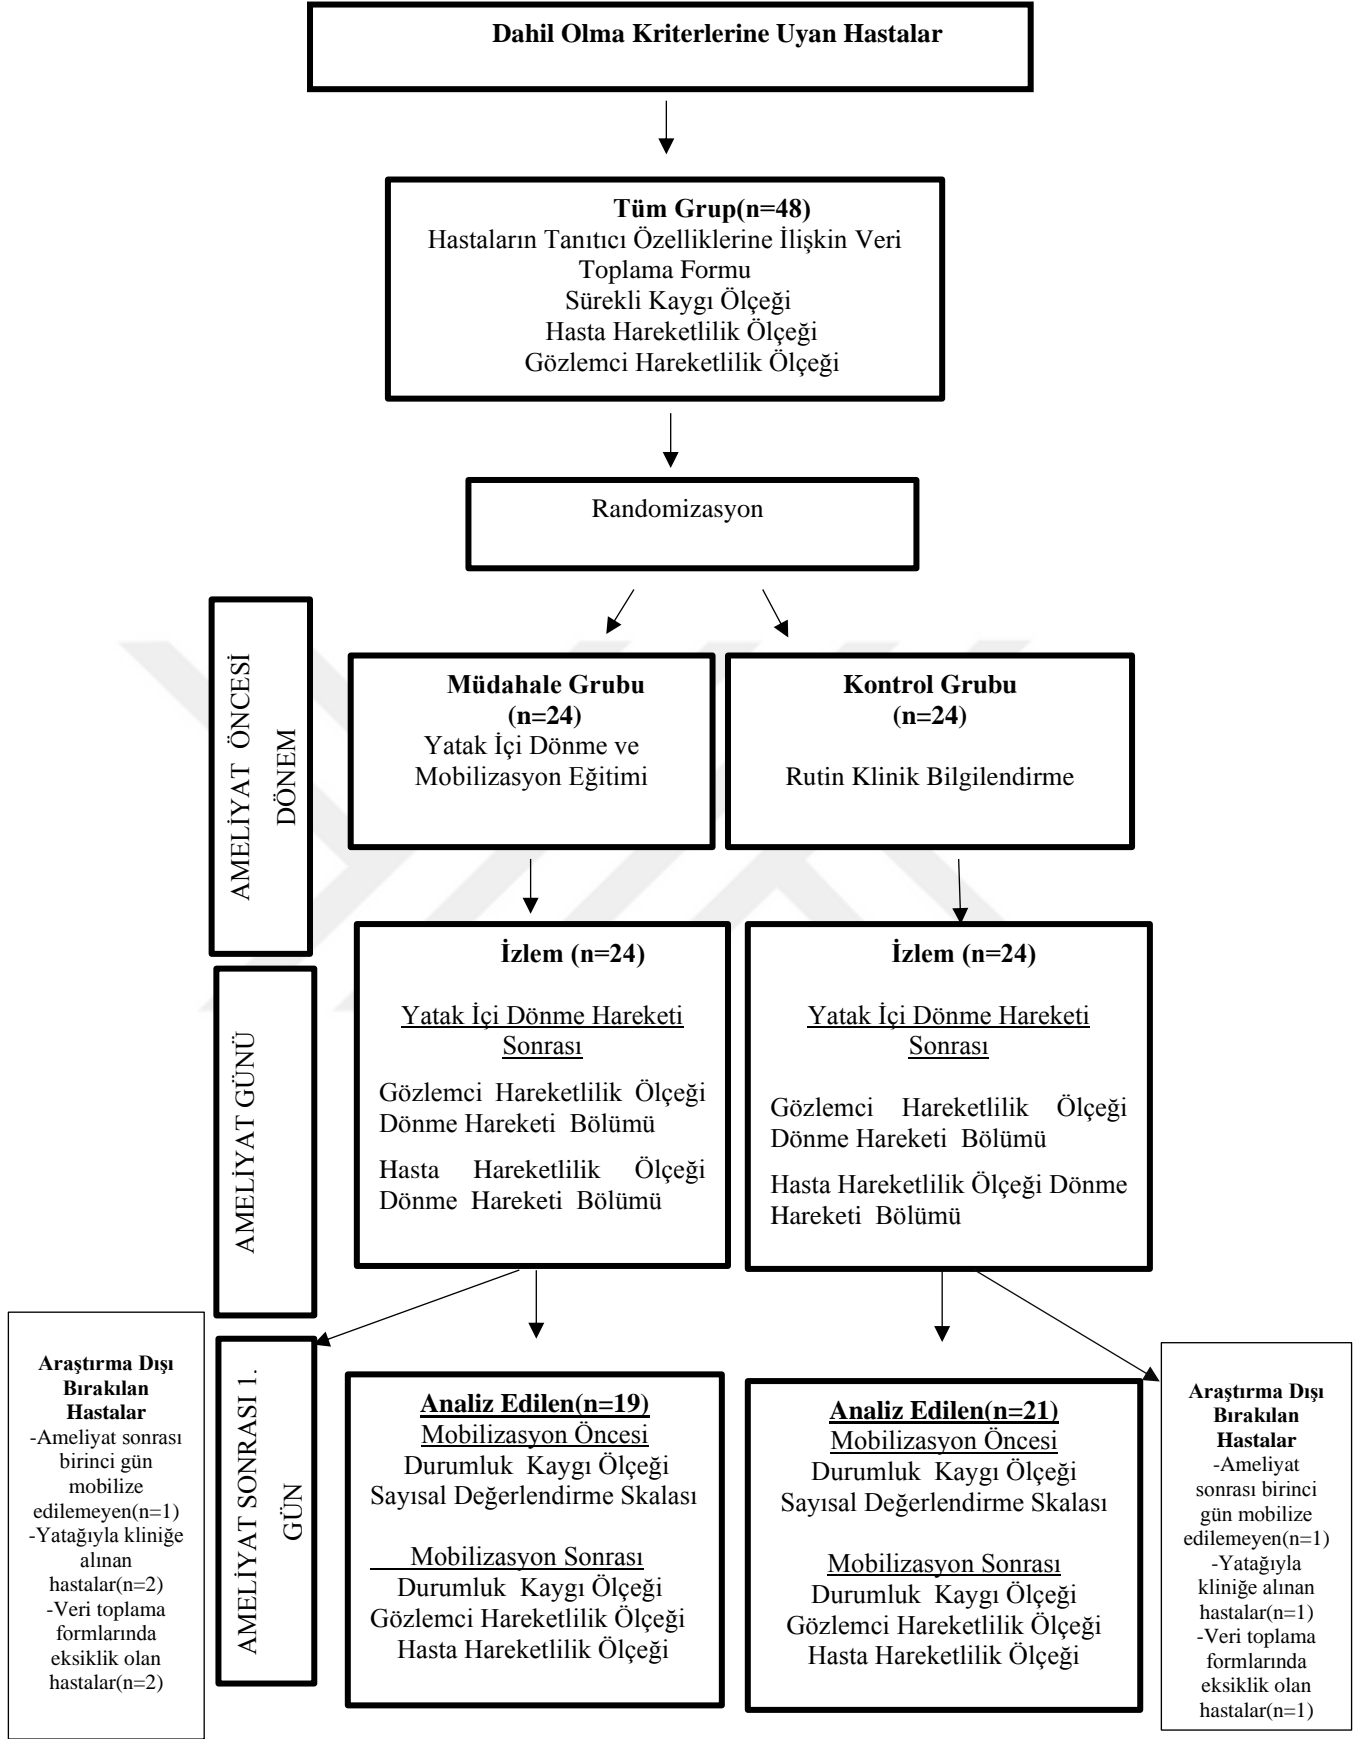 Dahil Olma Kriterlerine Uyan Hastalar
Tüm Grup(n=48)
Hastaların Tanıtıcı Özelliklerine İlişkin Veri
Toplama Formu
Sürekli Kaygı Ölçeği
Hasta Hareketlilik Ölçeği
Gözlemci Hareketlilik Ölçeği
Randomizasyon
AMELİYAT ÖNCESİ
DÖNEM
Müdahale Grubu
(n=24)
Yatak İçi Dönme ve
Mobilizasyon Eğitimi
Kontrol Grubu
(n=24)
Rutin Klinik Bilgilendirme
AMELİYAT GÜNÜ
İzlem (n=24)
Yatak İçi Dönme Hareketi
Sonrası
Gözlemci Hareketlilik Ölçeği
Dönme Hareketi Bölümü
Hasta Hareketlilik Ölçeği
Dönme Hareketi Bölümü
İzlem (n=24)
Yatak İçi Dönme Hareketi
Sonrası
Gözlemci Hareketlilik Ölçeği
Dönme Hareketi Bölümü
Hasta Hareketlilik Ölçeği Dönme
Hareketi Bölümü
Araştırma Dışı
Bırakılan
Hastalar
-Ameliyat sonrası
birinci gün
mobilize
edilemeyen(n=1)
-Yatağıyla kliniğe
alınan
hastalar(n=2)
-Veri toplama
formlarında
eksiklik olan
hastalar(n=2)
AMELİYAT SONRASI 1.
GÜN
Analiz Edilen(n=19)
Mobilizasyon Öncesi
Durumluk Kaygı Ölçeği
Sayısal Değerlendirme Skalası
Mobilizasyon Sonrası
Durumluk Kaygı Ölçeği
Gözlemci Hareketlilik Ölçeği
Hasta Hareketlilik Ölçeği
Analiz Edilen(n=21)
Mobilizasyon Öncesi
Durumluk Kaygı Ölçeği
Sayısal Değerlendirme Skalası
Mobilizasyon Sonrası
Durumluk Kaygı Ölçeği
Gözlemci Hareketlilik Ölçeği
Hasta Hareketlilik Ölçeği
Araştırma Dışı
Bırakılan
Hastalar
-Ameliyat
sonrası birinci
gün mobilize
edilemeyen(n=1)
-Yatağıyla
kliniğe alınan
hastalar(n=1)
-Veri toplama
formlarında
eksiklik olan
hastalar(n=1)